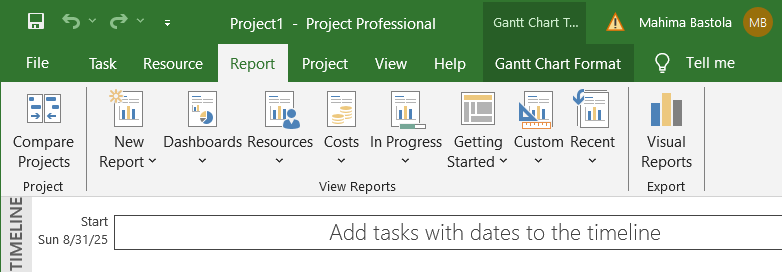 Project1 - Project Professional
Gantt Chart T...
Mahima Bastola
MB
File
Task
Resource
Report
Project
View
Help
Gantt Chart Format
Tell me
Compare
Projects
New
Report
Dashboards
Resources
Costs
In Progress
Getting
Started
Custom
Recent
Visual
Reports
Project
View Reports
Export
TIMELINE
Start
Sun 8/31/25
Add tasks with dates to the timeline